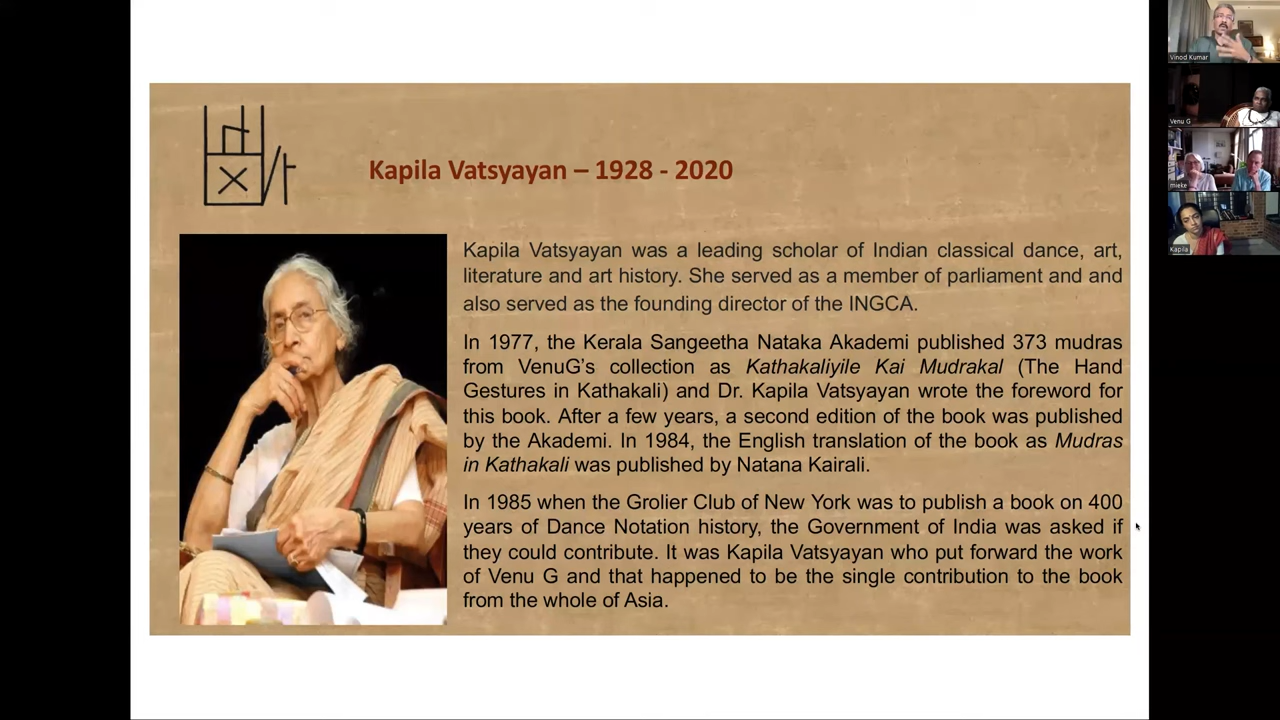 Kapila Vatsyayan – 1928 - 2020
Kapila Vatsyayan was a leading scholar of Indian classical dance, art,
literature and art history. She served as a member of parliament and and
also served as the founding director of the INGCA.
In 1977, the Kerala Sangeetha Nataka Akademi published 373 mudras
from VenuG’s collection as Kathakaliyile Kai Mudrakal (The Hand
Gestures in Kathakali) and Dr. Kapila Vatsyayan wrote the foreword for
this book. After a few years, a second edition of the book was published
by the Akademi. In 1984, the English translation of the book as Mudras
in Kathakali was published by Natana Kairali.
In 1985 when the Grolier Club of New York was to publish a book on 400
years of Dance Notation history, the Government of India was asked if
they could contribute. It was Kapila Vatsyayan who put forward the work
of Venu G and that happened to be the single contribution to the book
from the whole of Asia.
Vinod Kumar
Venu G
mieke
Kapila